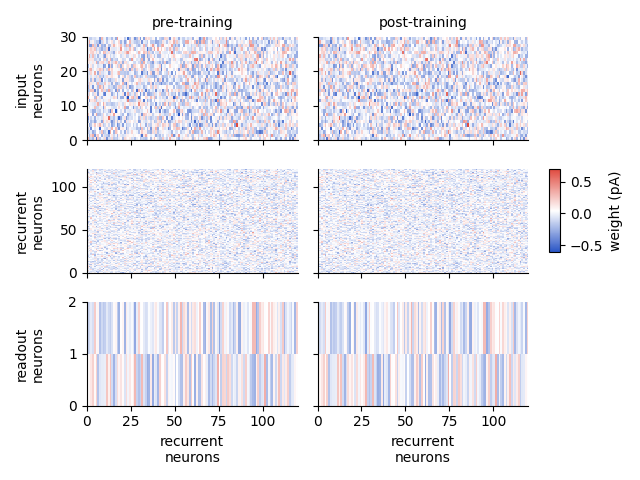 pre-training
post-training
30
20
10
0
input
neurons
100
50
0
recurrent
neurons
0.5
0.0
−0.5
weight (pA)
2
1
0
readout
neurons
0 25 50 75 100
0 25 50 75 100
recurrent
neurons
recurrent
neurons